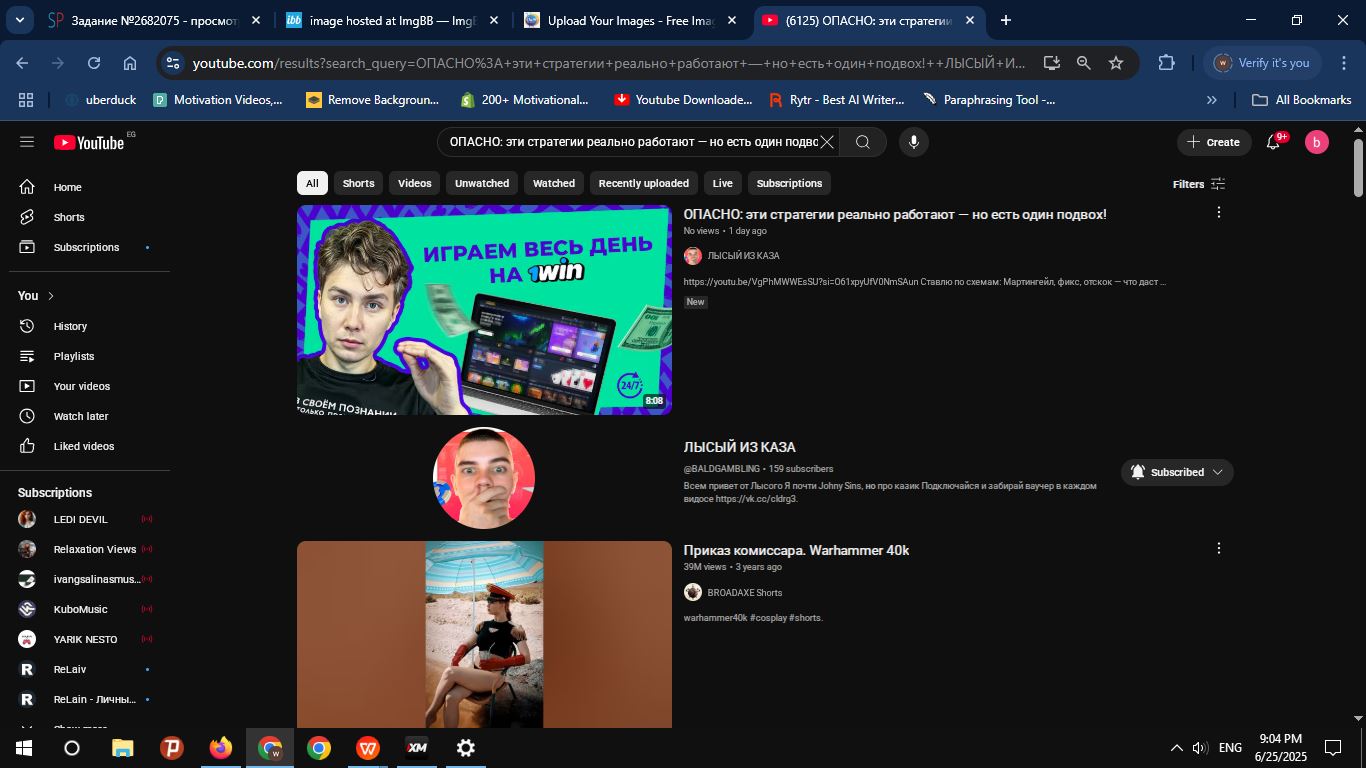 Задание №2682075 - просмот
image hosted at ImgBB — ImgB
Upload Your Images - Free Imag
(6125) ОПАСНО: эти стратегии
youtube.com/results?search_query=ОПАСНО%3A+эти+стратегии+реально+работают+—+но+есть+один+подвох!++ЛЫСЫЙ+И...
Verify it's you
uberduck
Motivation Videos,...
Remove Backgroun...
200+ Motivational...
Youtube Downloade...
Rytr - Best AI Writer...
Paraphrasing Tool -...
All Bookmarks
YouTube EG
ОПАСНО: эти стратегии реально работают — но есть один подво
Create
9+
b
All
Shorts
Videos
Unwatched
Watched
Recently uploaded
Live
Subscriptions
Filters
Home
Shorts
Subscriptions
You
History
Playlists
Your videos
Watch later
Liked videos
Subscriptions
LEDI DEVIL
Relaxation Views
ivangsalinasmus...
KuboMusic
YARIK NESTO
ReLaiv
ReLain - Личны...
ИГРАЕМ ВЕСЬ ДЕНЬ
НА 1win
В СВОЁМ ПОЗНАНИИ
24/7
8:08
ОПАСНО: эти стратегии реально работают — но есть один подвох!
No views • 1 day ago
ЛЫСЫЙ ИЗ КАЗА
https://youtu.be/VgPhMWWEsSU?si=O61xpyUfV0NmSAun Ставлю по схемам: Мартингейл, фикс, отскок — что даст ...
New
ЛЫСЫЙ ИЗ КАЗА
@BALDGAMBLING • 159 subscribers
Всем привет от Лысого Я почти Johny Sins, но про казик Подключайся и забирай ваучер в каждом
видосе https://vk.cc/cldrg3.
Subscribed
Приказ комиссара. Warhammer 40k
39M views • 3 years ago
BROADAXE Shorts
warhammer40k #cosplay #shorts.
ENG
9:04 PM
6/25/2025